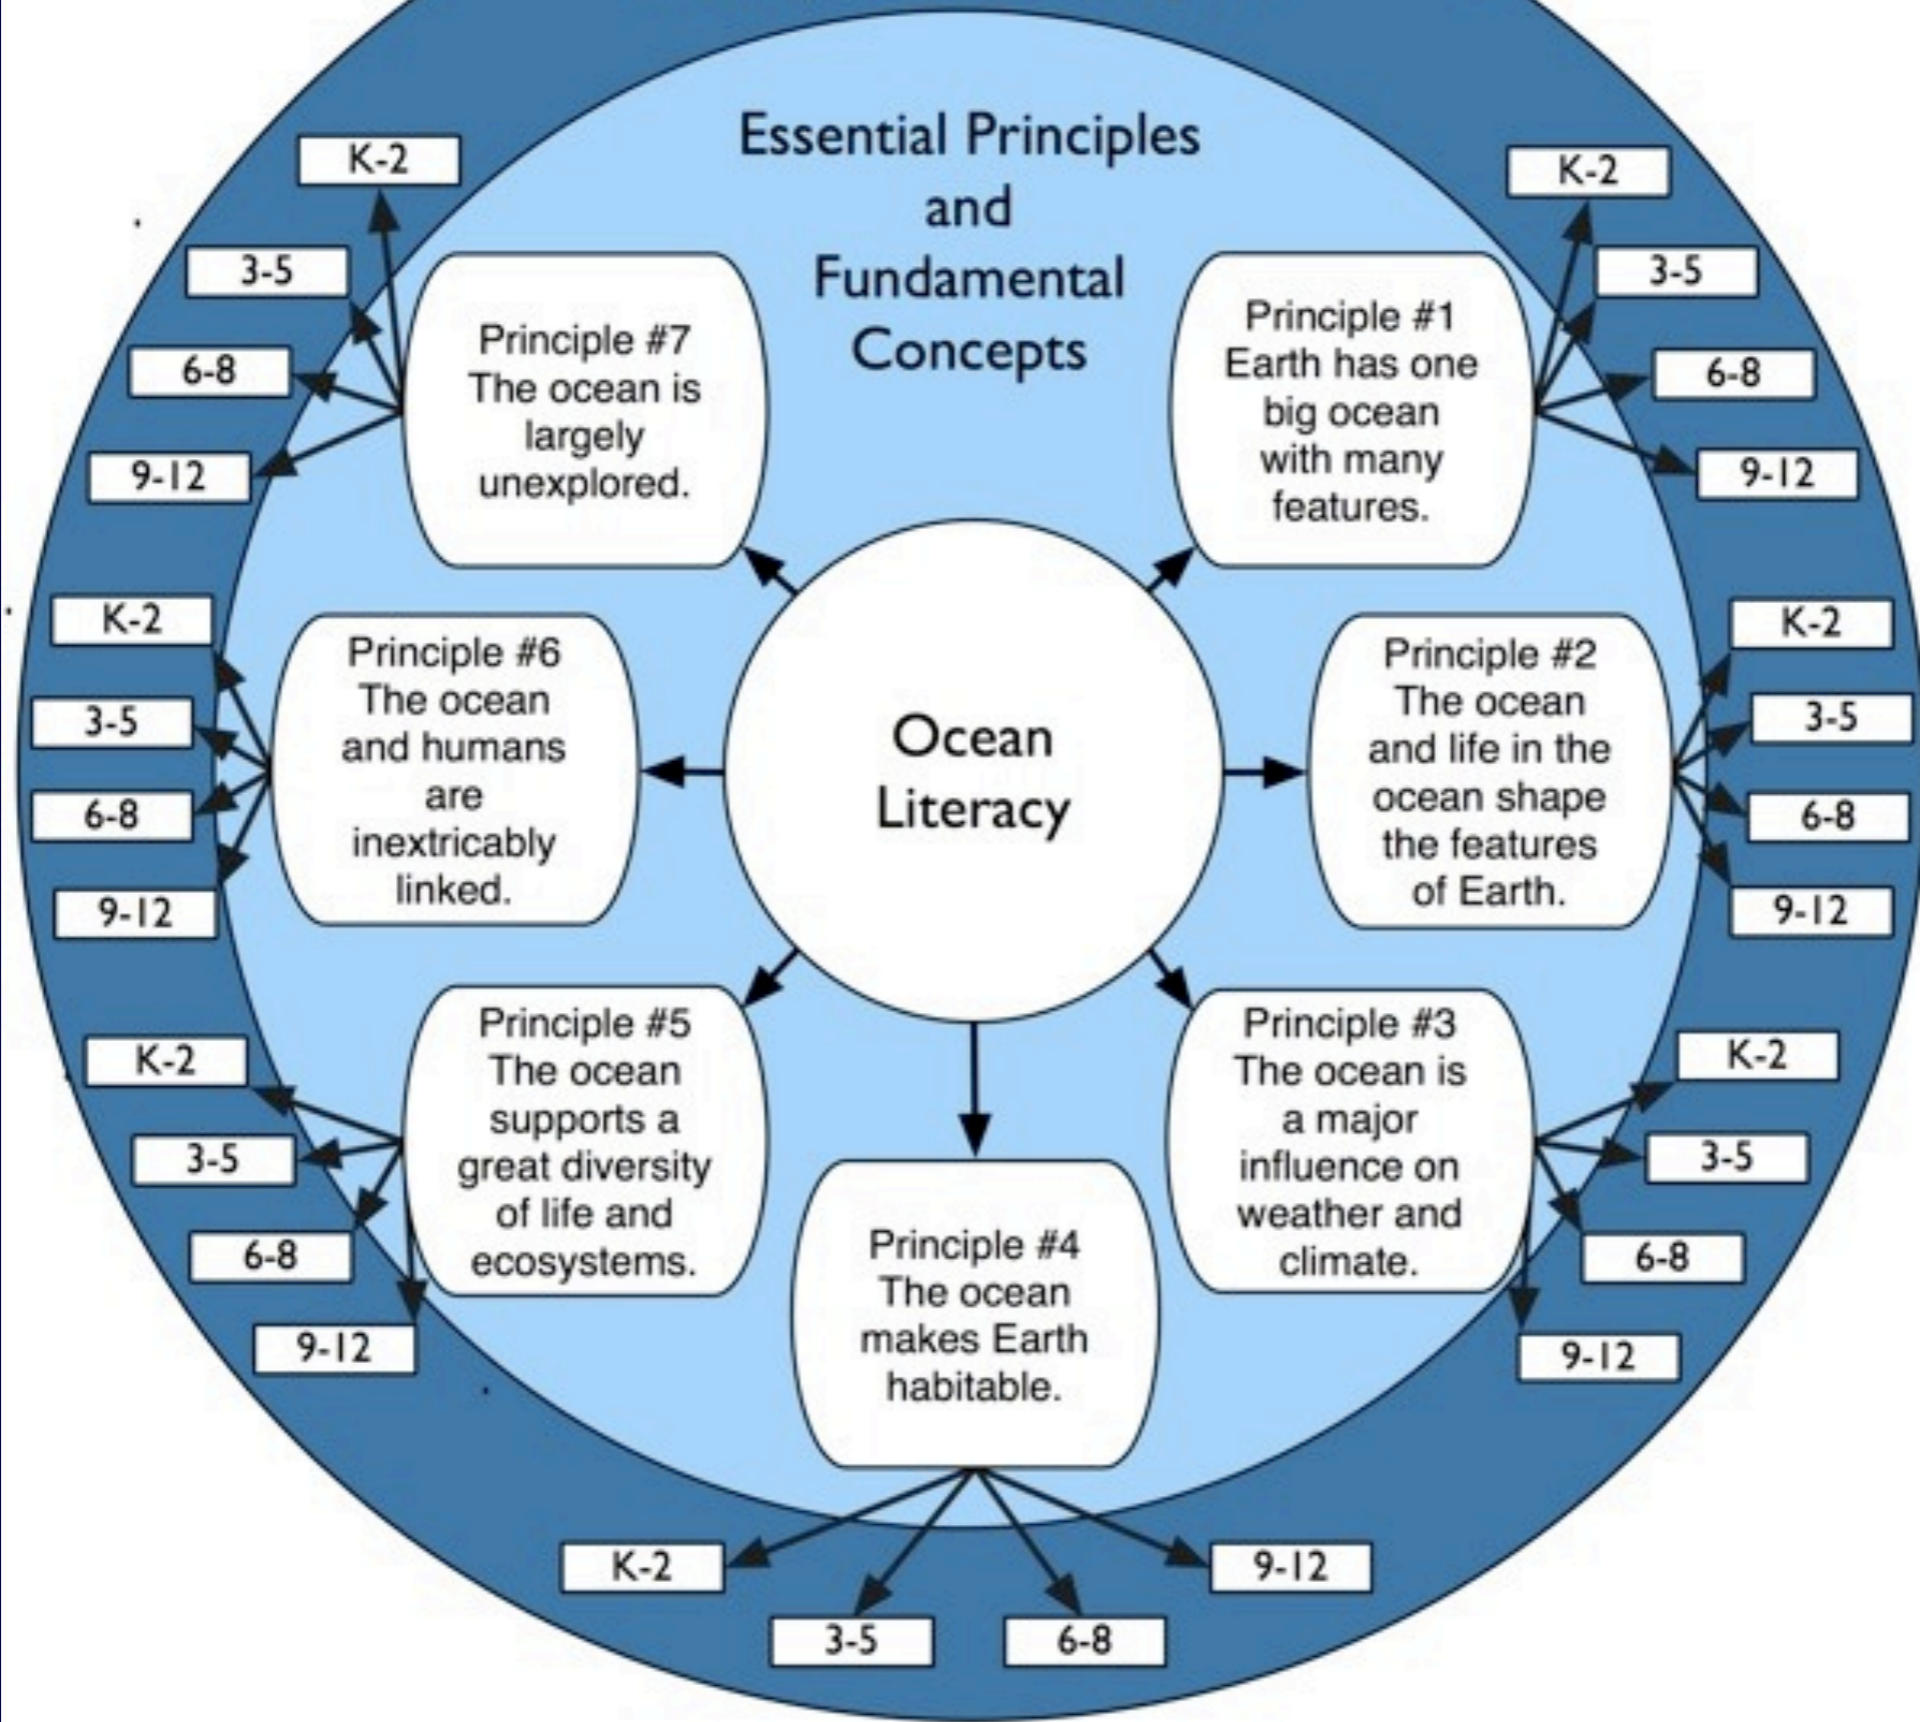 Essential Principles
and
Fundamental
Concepts
Ocean
Literacy
Principle #1
Earth has one
big ocean
with many
features.
K-2
3-5
6-8
9-12
Principle #2
The ocean
and life in the
ocean shape
the features
of Earth.
K-2
3-5
6-8
9-12
Principle #3
The ocean is
a major
influence on
weather and
climate.
K-2
3-5
6-8
9-12
Principle #4
The ocean
makes Earth
habitable.
K-2
3-5
6-8
9-12
Principle #5
The ocean
supports a
great diversity
of life and
ecosystems.
K-2
3-5
6-8
9-12
Principle #6
The ocean
and humans
are
inextricably
linked.
K-2
3-5
6-8
9-12
Principle #7
The ocean is
largely
unexplored.
K-2
3-5
6-8
9-12